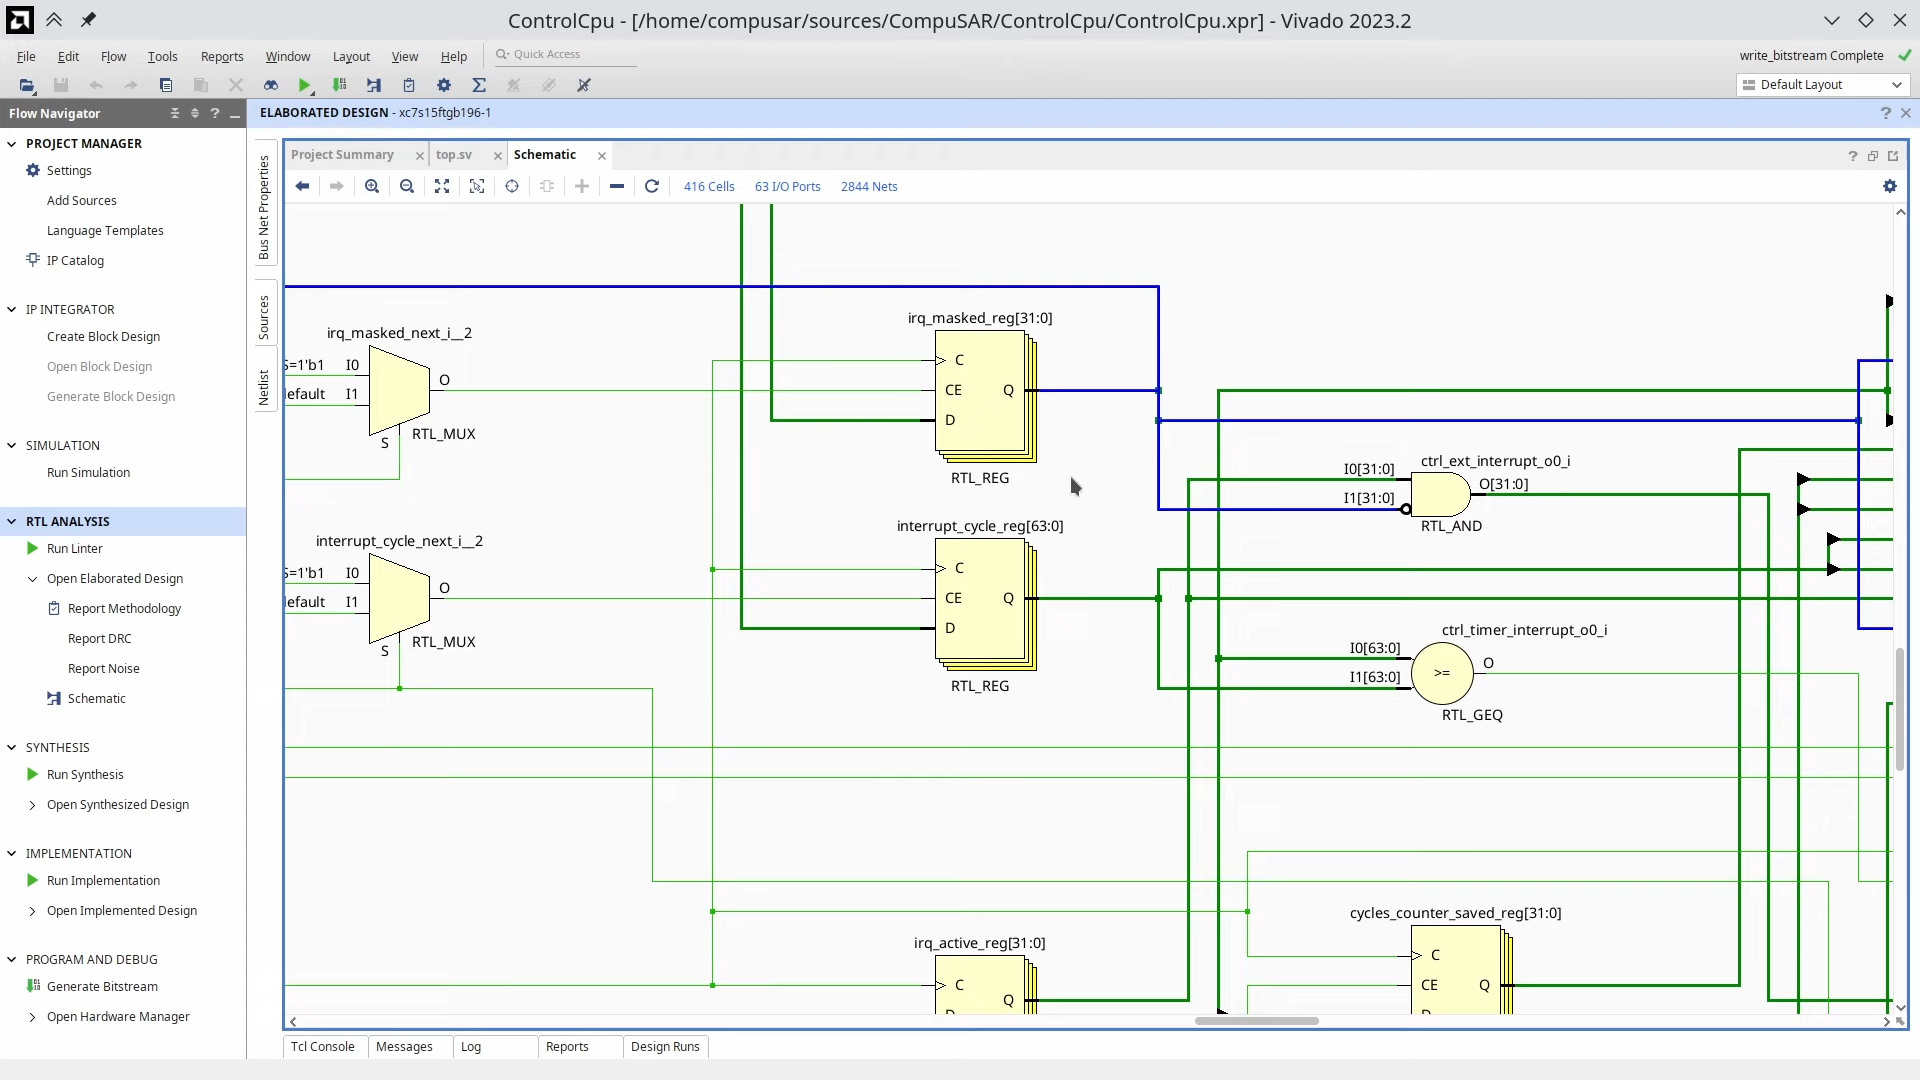 ControlCpu - [/home/compusar/sources/CompuSAR/ControlCpu/ControlCpu.xpr] - Vivado 2023.2
File Edit Flow Tools Reports Window Layout View Help Quick Access write_bitstream Complete
Default Layout
Flow Navigator
ELABORATED DESIGN - xc7s15ftgb196-1
PROJECT MANAGER
Settings
Add Sources
Language Templates
IP Catalog
IP INTEGRATOR
Create Block Design
Open Block Design
Generate Block Design
SIMULATION
Run Simulation
RTL ANALYSIS
Run Linter
Open Elaborated Design
Report Methodology
Report DRC
Report Noise
Schematic
SYNTHESIS
Run Synthesis
Open Synthesized Design
IMPLEMENTATION
Run Implementation
Open Implemented Design
PROGRAM AND DEBUG
Generate Bitstream
Open Hardware Manager
Bus Net Properties
Sources
Netlist
Project Summary top.sv Schematic
416 Cells 63 I/O Ports 2844 Nets
irq_masked_next_i__2
S=1'b1 I0
default I1
O
S
RTL_MUX
irq_masked_reg[31:0]
C
CE
D
Q
RTL_REG
ctrl_ext_interrupt_o0_i
I0[31:0]
I1[31:0]
O[31:0]
RTL_AND
interrupt_cycle_next_i__2
S=1'b1 I0
default I1
O
S
RTL_MUX
interrupt_cycle_reg[63:0]
C
CE
D
Q
RTL_REG
ctrl_timer_interrupt_o0_i
I0[63:0]
I1[63:0]
>=
O
RTL_GEQ
irq_active_reg[31:0]
C
Q
cycles_counter_saved_reg[31:0]
C
CE
Q
Tcl Console Messages Log Reports Design Runs